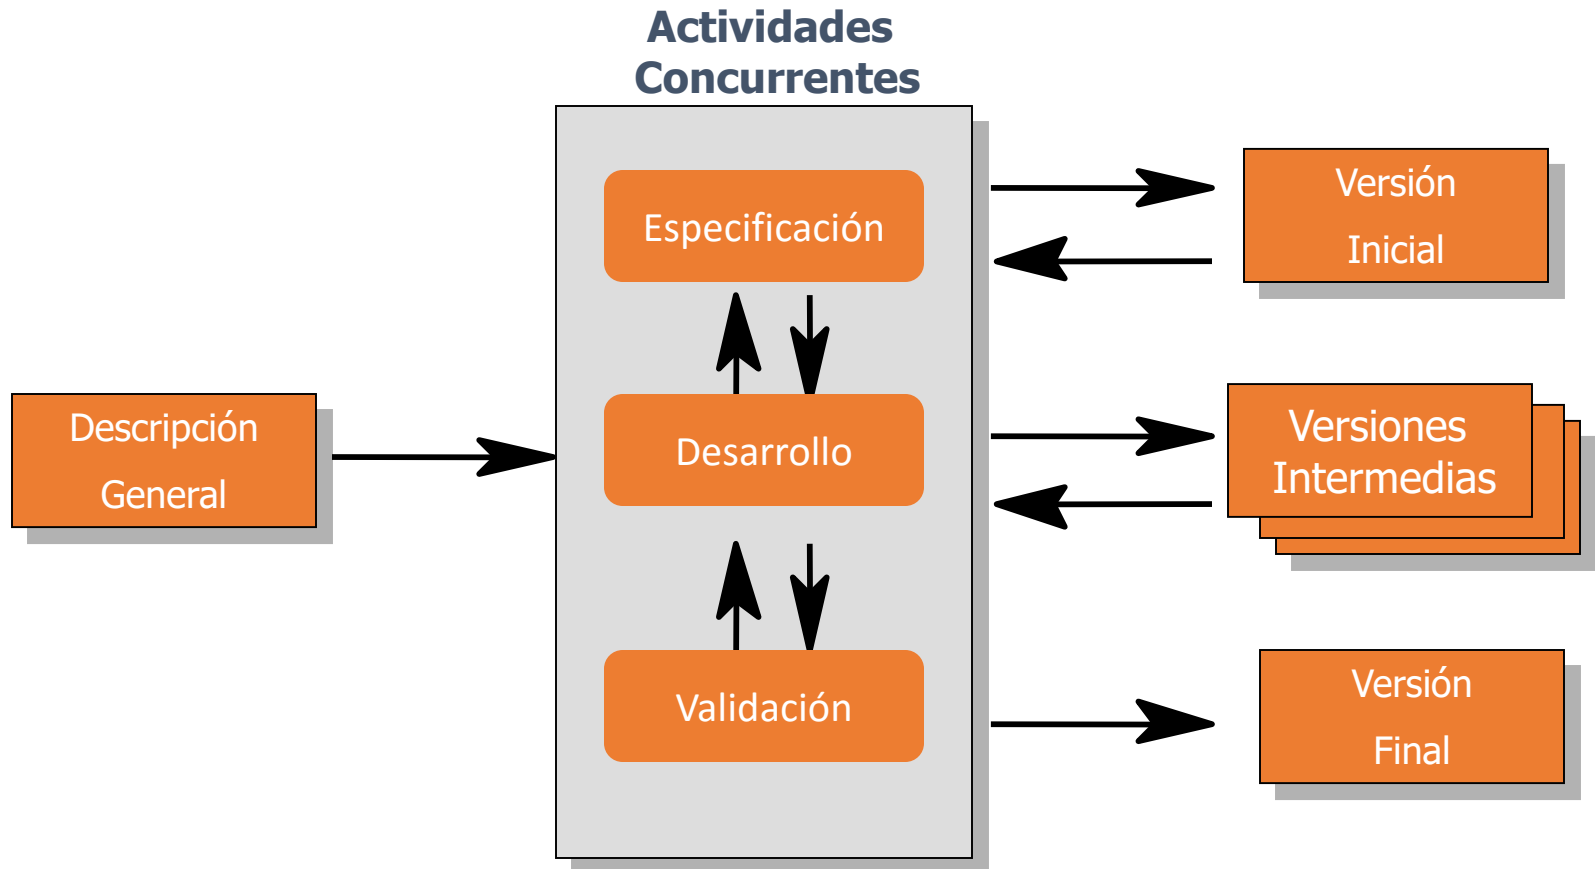 Actividades
Concurrentes
Especificación
Desarrollo
Validación
Descripción
General
Versión
Inicial
Versiones
Intermedias
Versión
Final